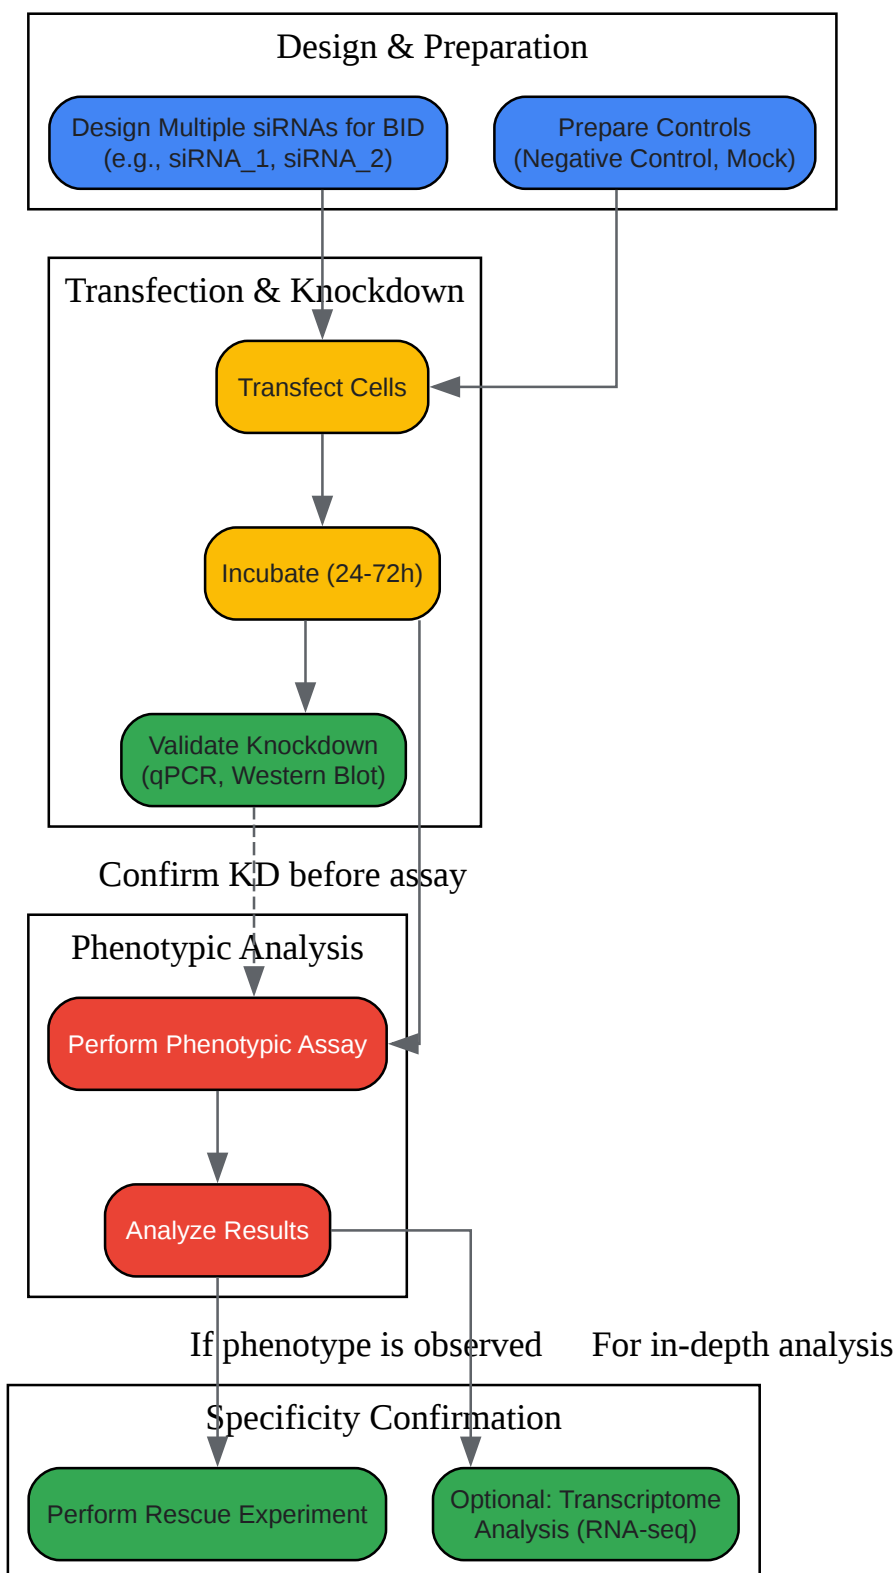 Design & Preparation
Design Multiple siRNAs for BID
(e.g., siRNA_1, siRNA_2)
Prepare Controls
(Negative Control, Mock)
Transfection & Knockdown
Transfect Cells
Incubate (24-72h)
Validate Knockdown
(qPCR, Western Blot)
Confirm KD before assay
Phenotypic Analysis
Perform Phenotypic Assay
Analyze Results
If phenotype is observed
For in-depth analysis
Specificity Confirmation
Perform Rescue Experiment
Optional: Transcriptome
Analysis (RNA-seq)